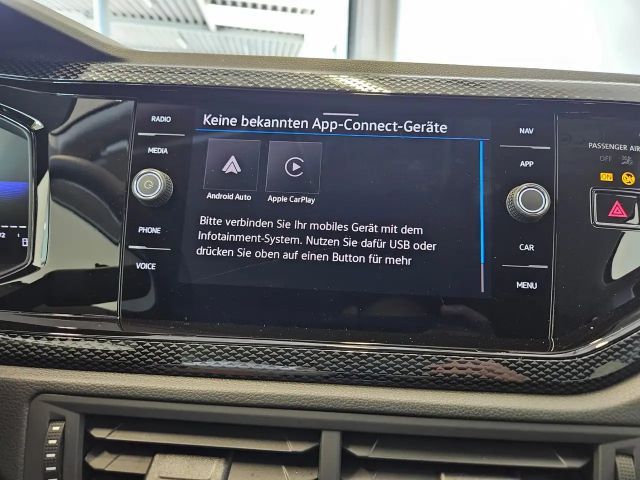 Keine bekannten App-Connect-Geräte
Android Auto
Apple CarPlay
Bitte verbinden Sie Ihr mobiles Gerät mit dem
Infotainment-System. Nutzen Sie dafür USB oder
drücken Sie oben auf einen Button für mehr
RADIO
MEDIA
PHONE
VOICE
NAV
APP
CAR
MENU
PASSENGER AIR
OFF
ON